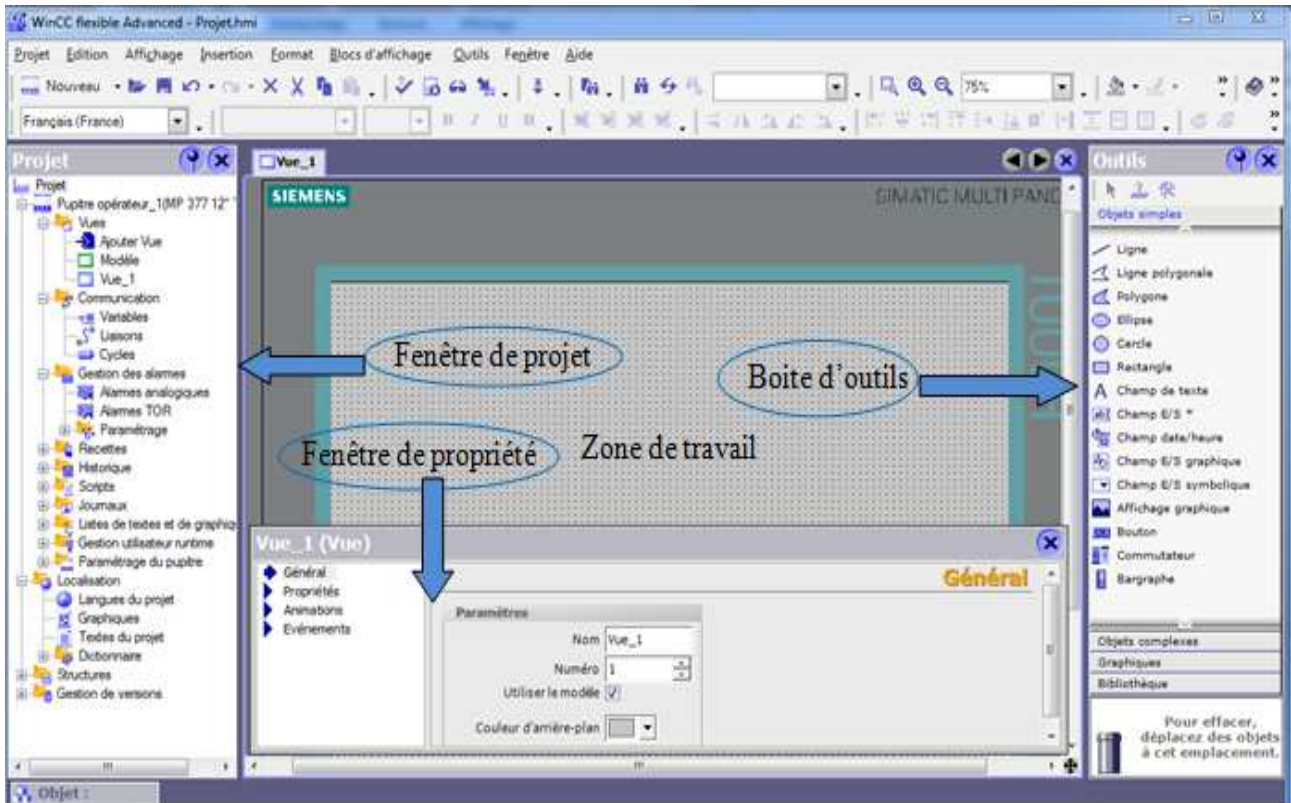 WinCC flexible Advanced - Projet.hmi
Projet Edition Affichage Insertion Format Blocs d'affichage Outils Fenêtre Aide
Nouveau 75%
Français (France)
Projet
Projet
Pupitre opérateur_1(MP 377 12"
Vues
Ajouter Vue
Modèle
Vue_1
Communication
Variables
Liaisons
Cycles
Gestion des alarmes
Alarmes analogiques
Alarmes TOR
Paramétrage
Recettes
Historique
Scripts
Journaux
Listes de textes et de graphiq
Gestion utilisateur runtime
Paramétrage du pupitre
Localisation
Langues du projet
Graphiques
Textes du projet
Dictionnaire
Structures
Gestion de versions
Vue_1
SIEMENS
SIMATIC MULTI PANE
Fenêtre de projet
Boite d'outils
Fenêtre de propriété
Zone de travail
Vue_1 (Vue)
Général
Propriétés
Animations
Evénements
Général
Paramètres
Nom Vue_1
Numéro 1
Utiliser le modèle
Couleur d'arrière-plan
Outils
Objets simples
Ligne
Ligne polygonale
Polygone
Ellipse
Cercle
Rectangle
A Champ de texte
Champ E/S *
Champ date/heure
Champ E/S graphique
Champ E/S symbolique
Affichage graphique
Bouton
Commutateur
Bargraphe
Objets complexes
Graphiques
Bibliothèque
Pour effacer,
déplacez des objets
à cet emplacement.
Objet :